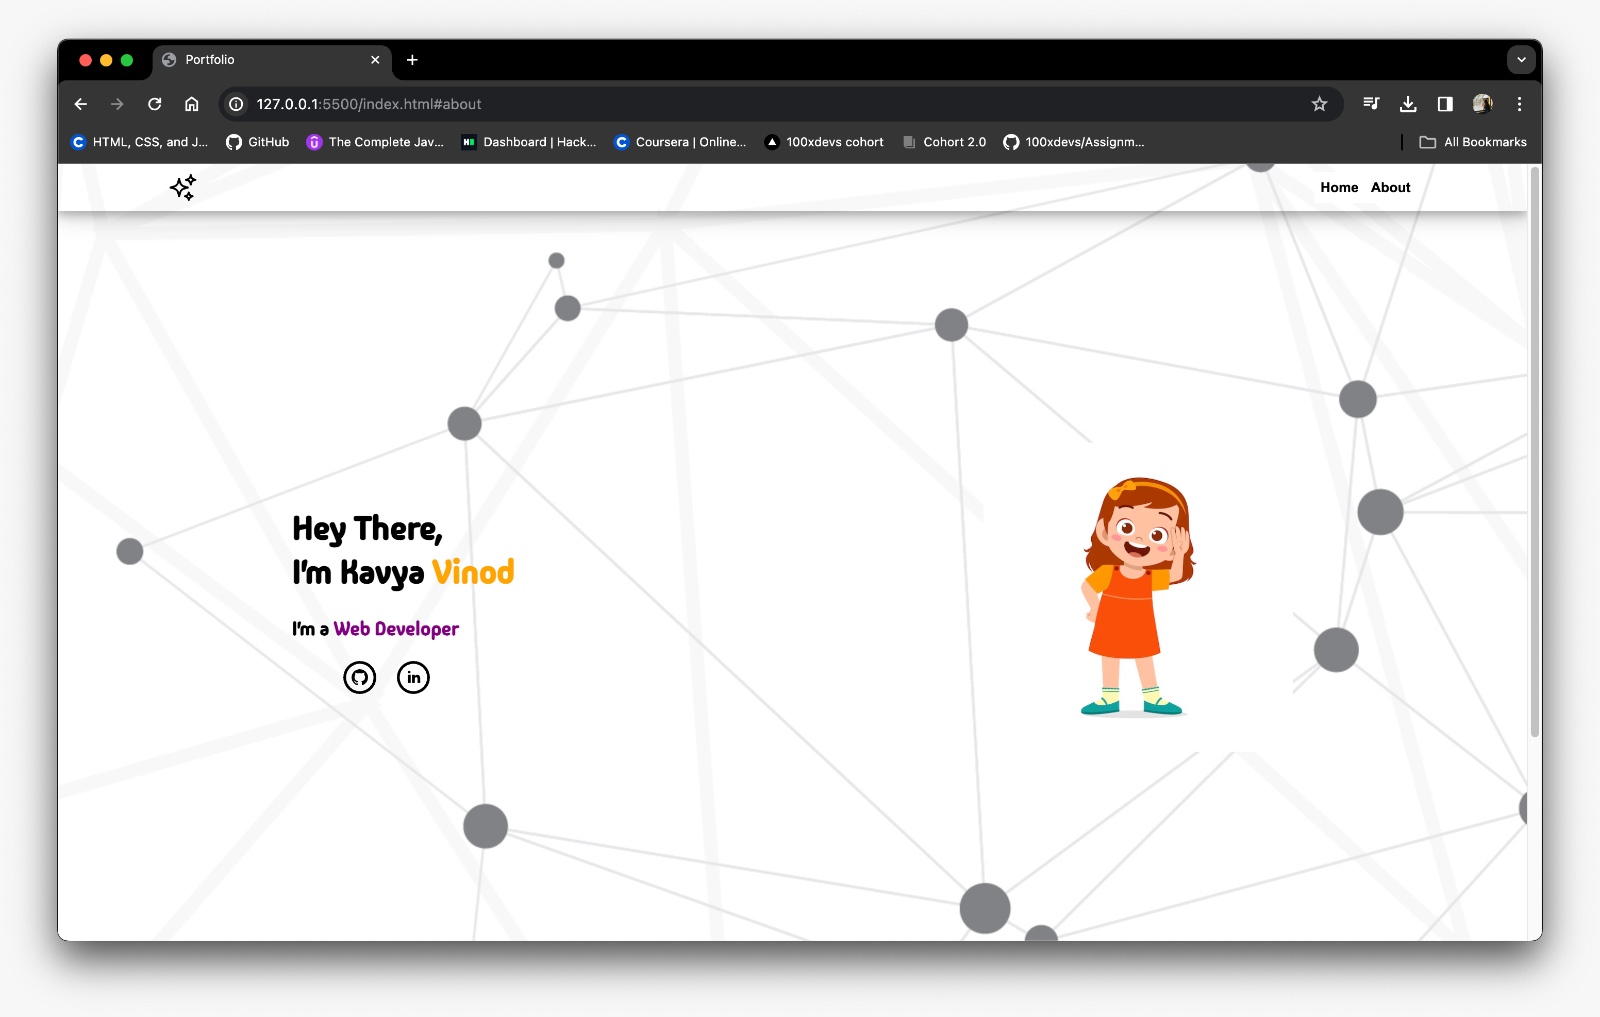 Portfolio
127.0.0.1:5500/index.html#about
HTML, CSS, and J... GitHub The Complete Jav... Dashboard | Hack... Coursera | Online... 100xdevs cohort Cohort 2.0 100xdevs/Assignm... All Bookmarks
Home About
Hey There,
I'm Kavya Vinod
I'm a Web Developer
in